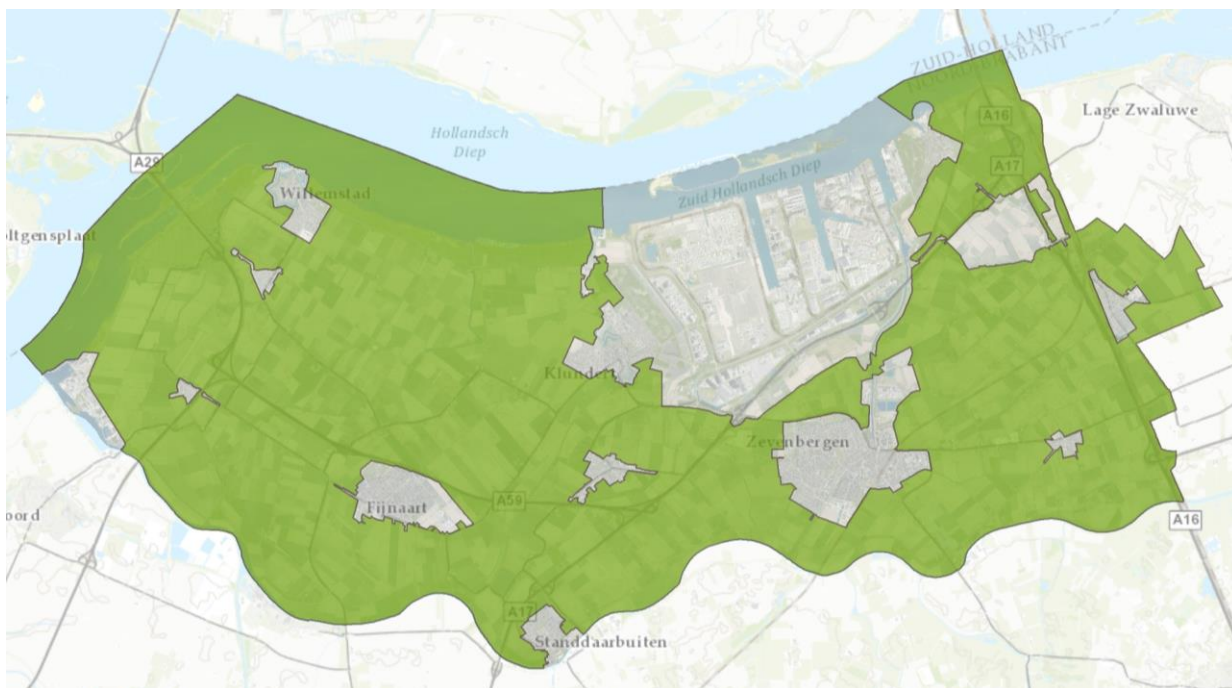 ZUID-HOLLAND
NOORD-BRABANT
A16
Lage Zwaluwe
Hollandsch
Diep
A29
A17
Zuid Hollandsch Diep
Willemstad
oltgensplaat
Klundert
Zevenbergen
A59
Fijnaart
oord
A16
A17
Standdaarbuiten